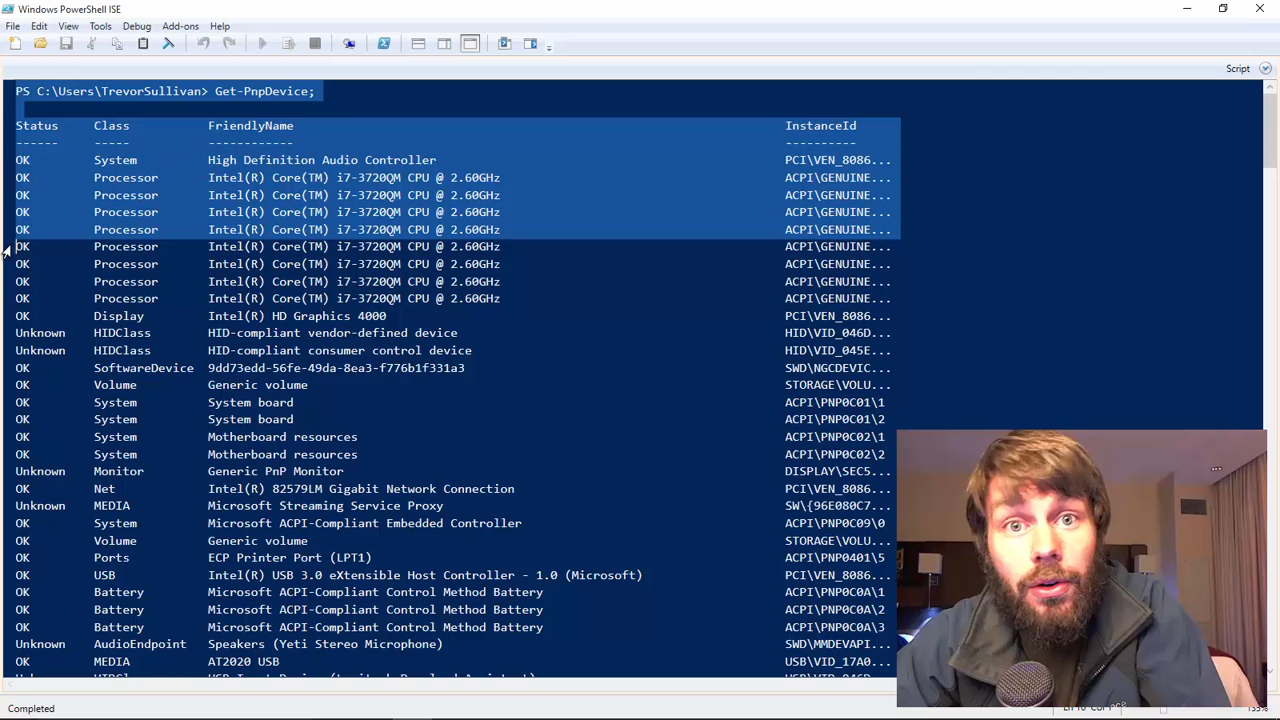 Windows PowerShell ISE
File Edit View Tools Debug Add-ons Help
Script
PS C:\Users\TrevorSullivan> Get-PnpDevice;
Status Class FriendlyName InstanceId
------ ----- ------------ ----------
OK System High Definition Audio Controller PCI\VEN_8086...
OK Processor Intel(R) Core(TM) i7-3720QM CPU @ 2.60GHz ACPI\GENUINE...
OK Processor Intel(R) Core(TM) i7-3720QM CPU @ 2.60GHz ACPI\GENUINE...
OK Processor Intel(R) Core(TM) i7-3720QM CPU @ 2.60GHz ACPI\GENUINE...
OK Processor Intel(R) Core(TM) i7-3720QM CPU @ 2.60GHz ACPI\GENUINE...
OK Processor Intel(R) Core(TM) i7-3720QM CPU @ 2.60GHz ACPI\GENUINE...
OK Processor Intel(R) Core(TM) i7-3720QM CPU @ 2.60GHz ACPI\GENUINE...
OK Processor Intel(R) Core(TM) i7-3720QM CPU @ 2.60GHz ACPI\GENUINE...
OK Processor Intel(R) Core(TM) i7-3720QM CPU @ 2.60GHz ACPI\GENUINE...
OK Display Intel(R) HD Graphics 4000 PCI\VEN_8086...
Unknown HIDClass HID-compliant vendor-defined device HID\VID_046D...
Unknown HIDClass HID-compliant consumer control device HID\VID_045E...
OK SoftwareDevice 9dd73edd-56fe-49da-8ea3-f776b1f331a3 SWD\NGCDEVIC...
OK Volume Generic volume STORAGE\VOLU...
OK System System board ACPI\PNP0C01\1
OK System System board ACPI\PNP0C01\2
OK System Motherboard resources ACPI\PNP0C02\1
OK System Motherboard resources ACPI\PNP0C02\2
Unknown Monitor Generic PnP Monitor DISPLAY\SEC5...
OK Net Intel(R) 82579LM Gigabit Network Connection PCI\VEN_8086...
Unknown MEDIA Microsoft Streaming Service Proxy SW\{96E080C7...
OK System Microsoft ACPI-Compliant Embedded Controller ACPI\PNP0C09\0
OK Volume Generic volume STORAGE\VOLU...
OK Ports ECP Printer Port (LPT1) ACPI\PNP0401\5
OK USB Intel(R) USB 3.0 eXtensible Host Controller - 1.0 (Microsoft) PCI\VEN_8086...
OK Battery Microsoft ACPI-Compliant Control Method Battery ACPI\PNP0C0A\1
OK Battery Microsoft ACPI-Compliant Control Method Battery ACPI\PNP0C0A\2
OK Battery Microsoft ACPI-Compliant Control Method Battery ACPI\PNP0C0A\3
Unknown AudioEndpoint Speakers (Yeti Stereo Microphone) SWD\MMDEVAPI...
OK MEDIA AT2020 USB USB\VID_17A0...
Completed